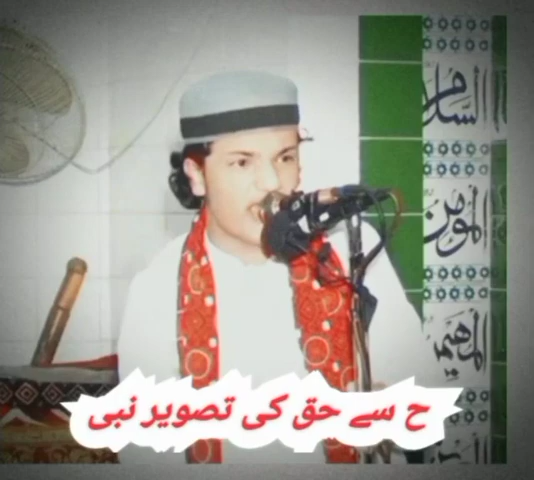 السلام
المؤمن
المهيمن
ح سے حق کی تصویر نبی